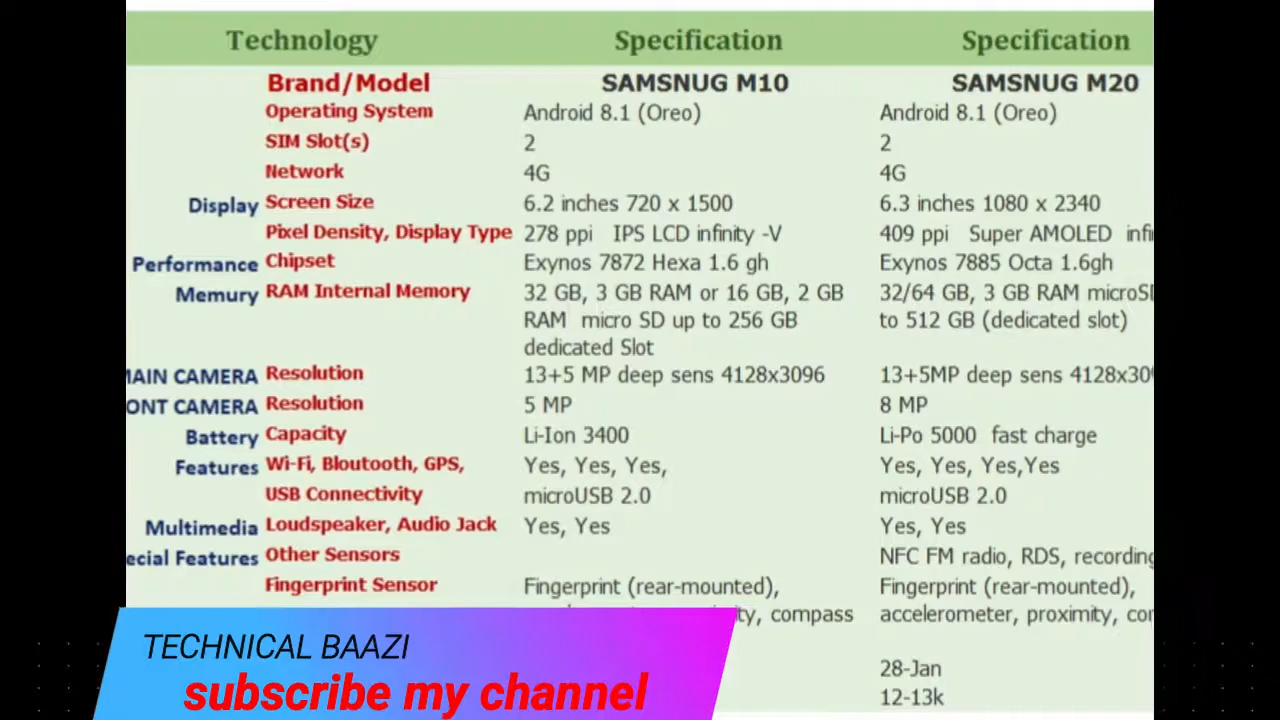 Technology Specification Specification
Brand/Model SAMSNUG M10 SAMSNUG M20
Operating System Android 8.1 (Oreo) Android 8.1 (Oreo)
SIM Slot(s) 2 2
Network 4G 4G
Display Screen Size 6.2 inches 720 x 1500 6.3 inches 1080 x 2340
Pixel Density, Display Type 278 ppi IPS LCD infinity -V 409 ppi Super AMOLED infi
Performance Chipset Exynos 7872 Hexa 1.6 gh Exynos 7885 Octa 1.6gh
Memury RAM Internal Memory 32 GB, 3 GB RAM or 16 GB, 2 GB 32/64 GB, 3 GB RAM microS
RAM micro SD up to 256 GB to 512 GB (dedicated slot)
dedicated Slot
MAIN CAMERA Resolution 13+5 MP deep sens 4128x3096 13+5MP deep sens 4128x309
ONT CAMERA Resolution 5 MP 8 MP
Battery Capacity Li-Ion 3400 Li-Po 5000 fast charge
Features Wi-Fi, Bloutooth, GPS, Yes, Yes, Yes, Yes, Yes, Yes,Yes
USB Connectivity microUSB 2.0 microUSB 2.0
Multimedia Loudspeaker, Audio Jack Yes, Yes Yes, Yes
ecial Features Other Sensors NFC FM radio, RDS, recording
Fingerprint Sensor Fingerprint (rear-mounted), Fingerprint (rear-mounted),
ty, compass accelerometer, proximity, cor
28-Jan
12-13k
TECHNICAL BAAZI
subscribe my channel